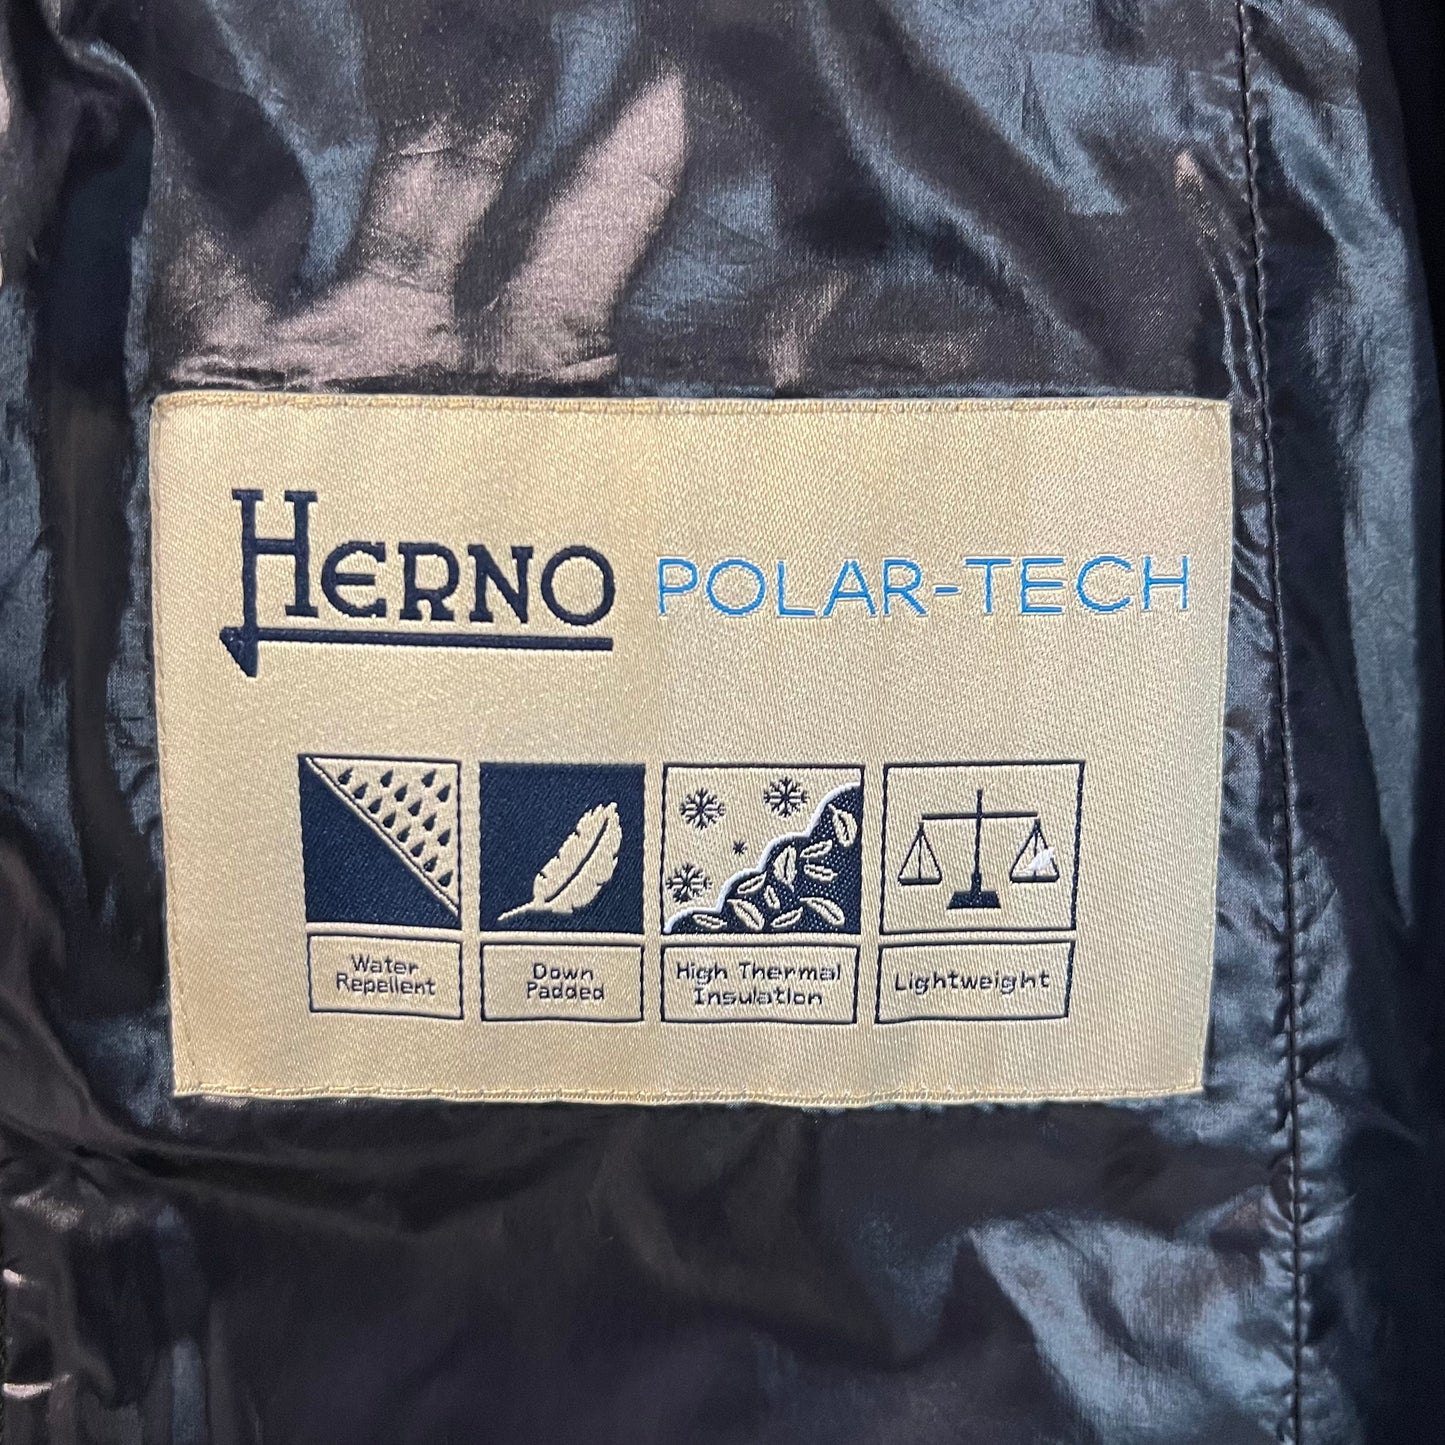 HERNO POLAR-TECH
Water
Repellent
Down
Padded
High Thermal
Insulation
Lightweight